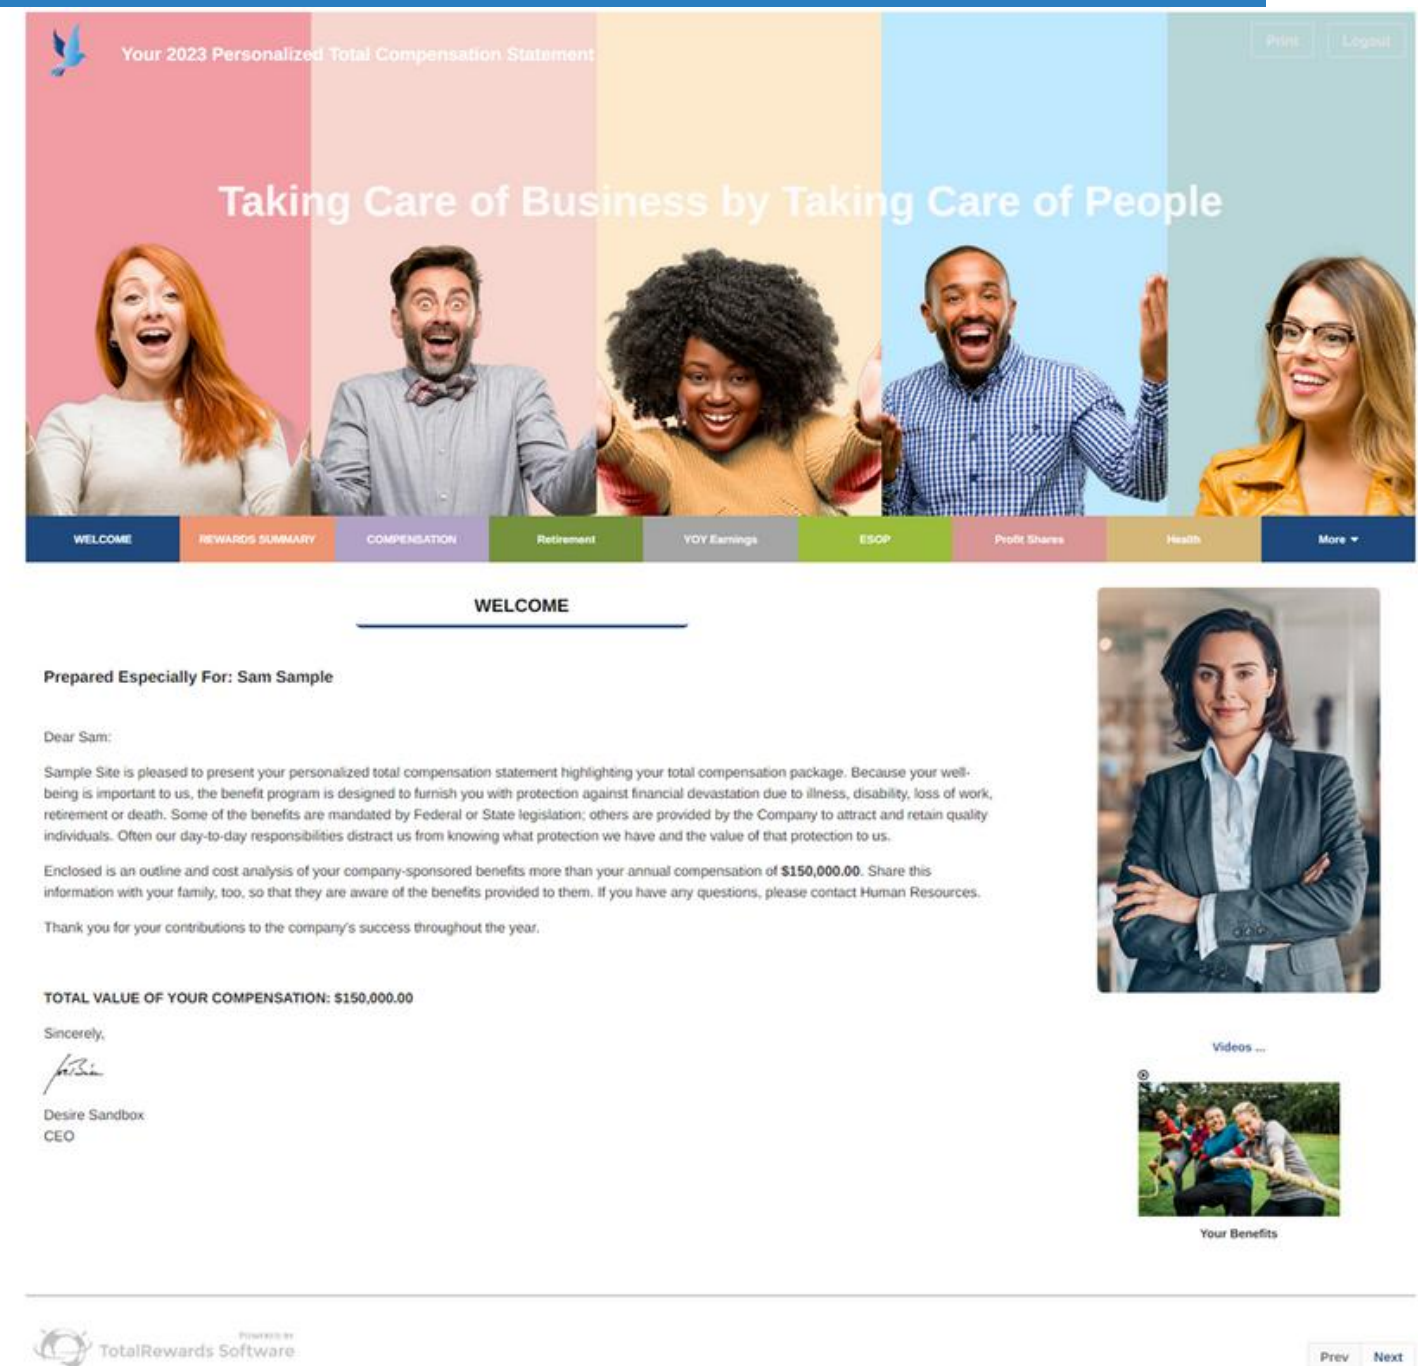 Your 2023 Personalized Total Compensation Statement
Print
Logout
Taking Care of Business by Taking Care of People
WELCOME
REWARDS SUMMARY
COMPENSATION
Retirement
YOY Earnings
ESOP
Profit Shares
Health
More
WELCOME
Prepared Especially For: Sam Sample
Dear Sam:
Sample Site is pleased to present your personalized total compensation statement highlighting your total compensation package. Because your well-
being is important to us, the benefit program is designed to furnish you with protection against financial devastation due to illness, disability, loss of work,
retirement or death. Some of the benefits are mandated by Federal or State legislation; others are provided by the Company to attract and retain quality
individuals. Often our day-to-day responsibilities distract us from knowing what protection we have and the value of that protection to us.
Enclosed is an outline and cost analysis of your company-sponsored benefits more than your annual compensation of $150,000.00. Share this
information with your family, too, so that they are aware of the benefits provided to them. If you have any questions, please contact Human Resources.
Thank you for your contributions to the company's success throughout the year.
TOTAL VALUE OF YOUR COMPENSATION: $150,000.00
Sincerely,
Desire Sandbox
CEO
Videos ...
Your Benefits
POWERED BY
TotalRewards Software
Prev
Next